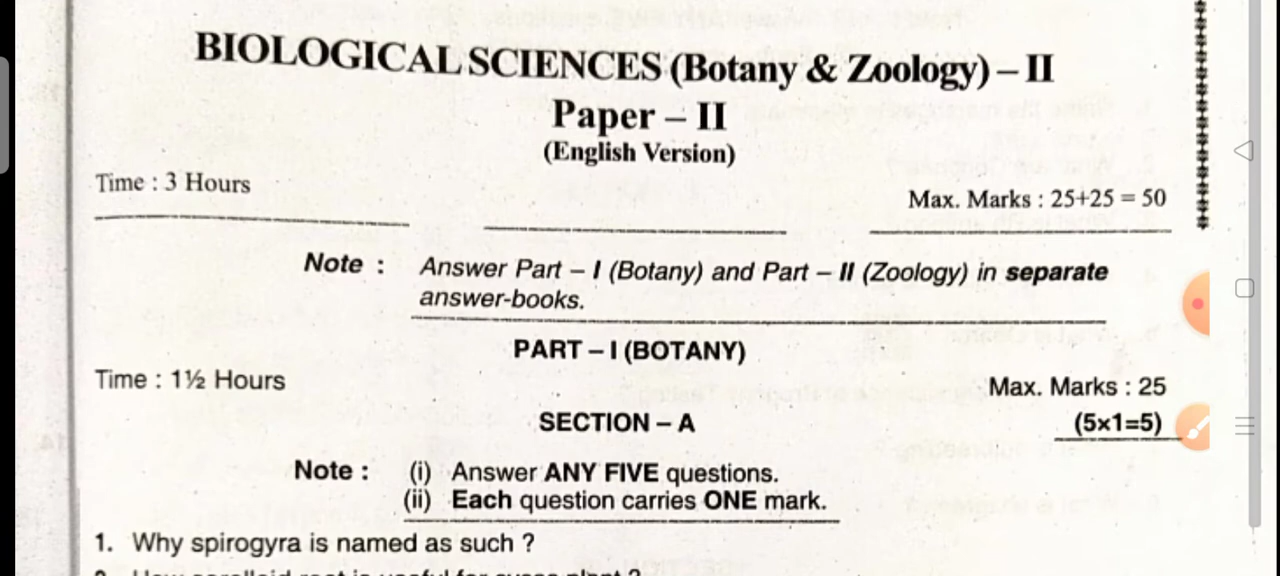 BIOLOGICAL SCIENCES (Botany & Zoology) – II
Paper – II
(English Version)
Time : 3 Hours
Max. Marks : 25+25 = 50
Note : Answer Part – I (Botany) and Part – II (Zoology) in separate
answer-books.
PART – I (BOTANY)
Time : 1½ Hours
Max. Marks : 25
SECTION – A
(5x1=5)
Note : (i) Answer ANY FIVE questions.
(ii) Each question carries ONE mark.
1. Why spirogyra is named as such ?